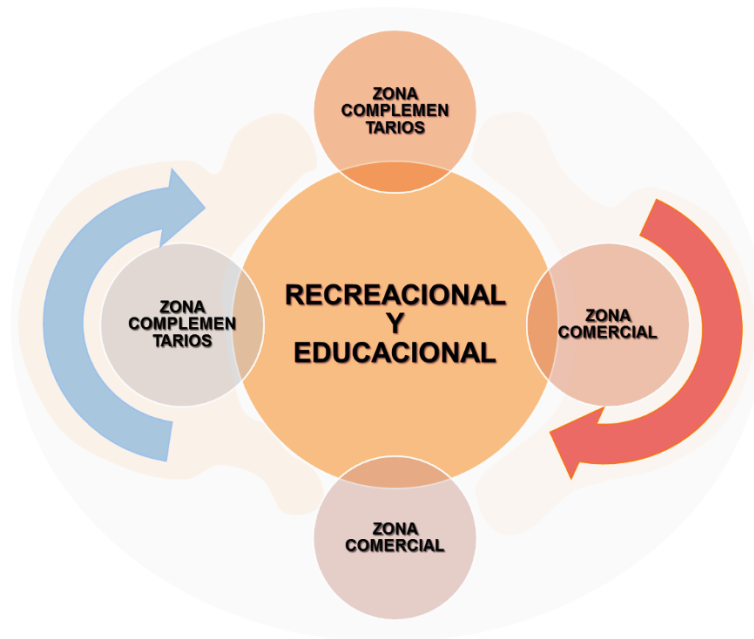 ZONA
COMPLEMEN
TARIOS
RECREACIONAL
Y
EDUCACIONAL
ZONA
COMPLEMEN
TARIOS
ZONA
COMERCIAL
ZONA
COMERCIAL